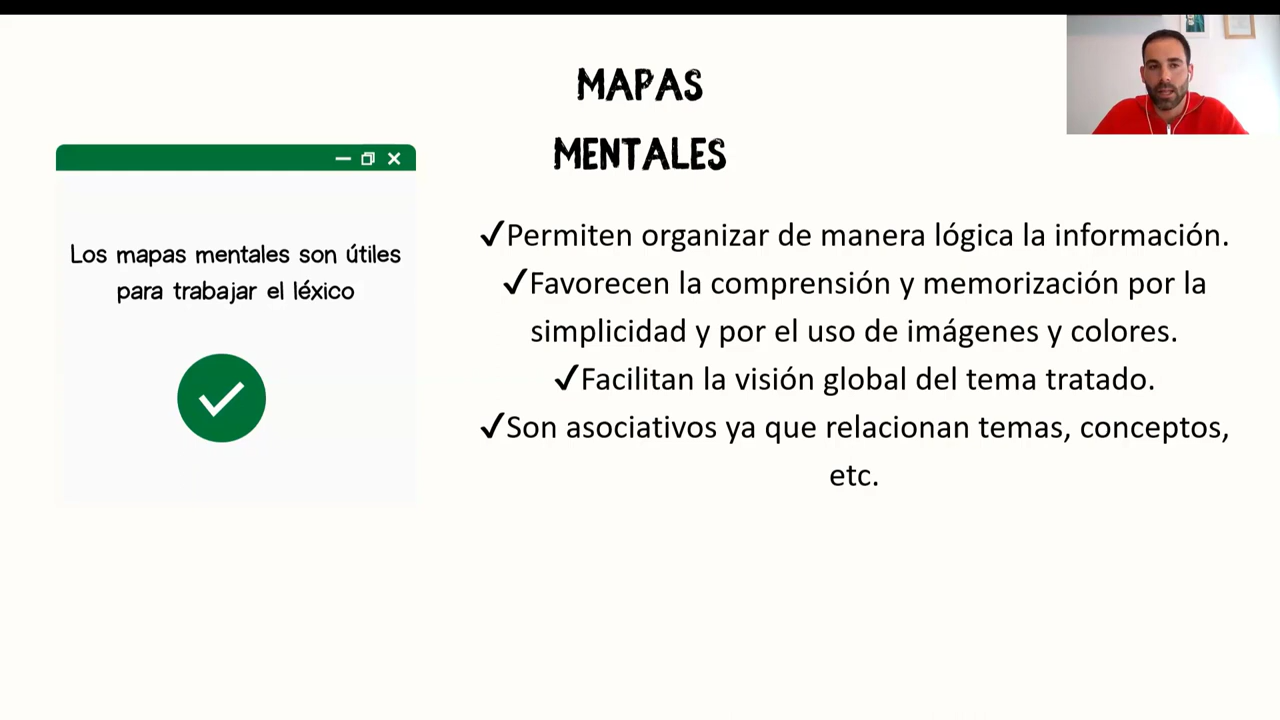 MAPAS
MENTALES
Los mapas mentales son útiles
para trabajar el léxico
✓Permiten organizar de manera lógica la información.
✓Favorecen la comprensión y memorización por la
simplicidad y por el uso de imágenes y colores.
✓Facilitan la visión global del tema tratado.
✓Son asociativos ya que relacionan temas, conceptos,
etc.